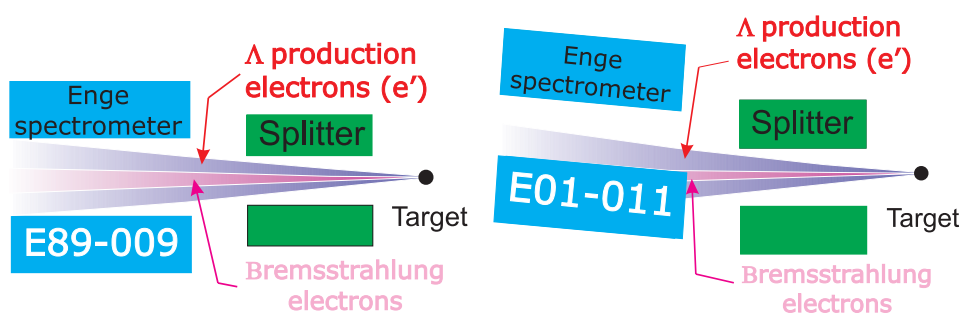 Λ production
electrons (e′)
Enge
spectrometer
Splitter
E89-009
Target
Bremsstrahlung
electrons
Λ production
electrons (e′)
Enge
spectrometer
Splitter
E01-011
Target
Bremsstrahlung
electrons